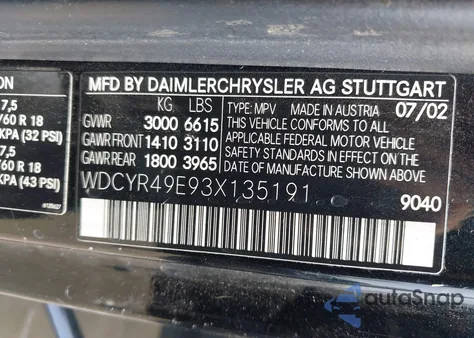 ON
7,5
/60 R 18
KPA (32 PSI)
7,5
/60 R 18
KPA (43 PSI)
MFD BY DAIMLERCHRYSLER AG STUTTGART
KG LBS
GVWR 3000 6615
GAWR FRONT 1410 3110
GAWR REAR 1800 3965
TYPE: MPV MADE IN AUSTRIA 07/02
THIS VEHICLE CONFORMS TO ALL
APPLICABLE FEDERAL MOTOR VEHICLE
SAFETY STANDARDS IN EFFECT ON THE
DATE OF MANUFACTURE SHOWN ABOVE.
WDCYR49E93X135191
9040
autoSnap